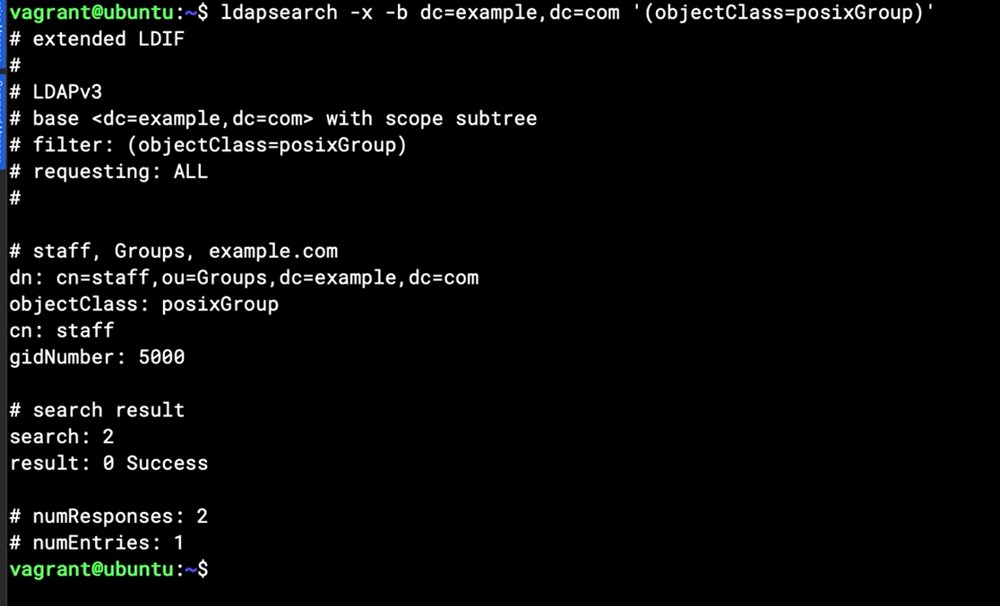 vagrant@ubuntu:~$ ldapsearch -x -b dc=example,dc=com '(objectClass=posixGroup)'
# extended LDIF
#
# LDAPv3
# base <dc=example,dc=com> with scope subtree
# filter: (objectClass=posixGroup)
# requesting: ALL
#
# staff, Groups, example.com
dn: cn=staff,ou=Groups,dc=example,dc=com
objectClass: posixGroup
cn: staff
gidNumber: 5000
# search result
search: 2
result: 0 Success
# numResponses: 2
# numEntries: 1
vagrant@ubuntu:~$